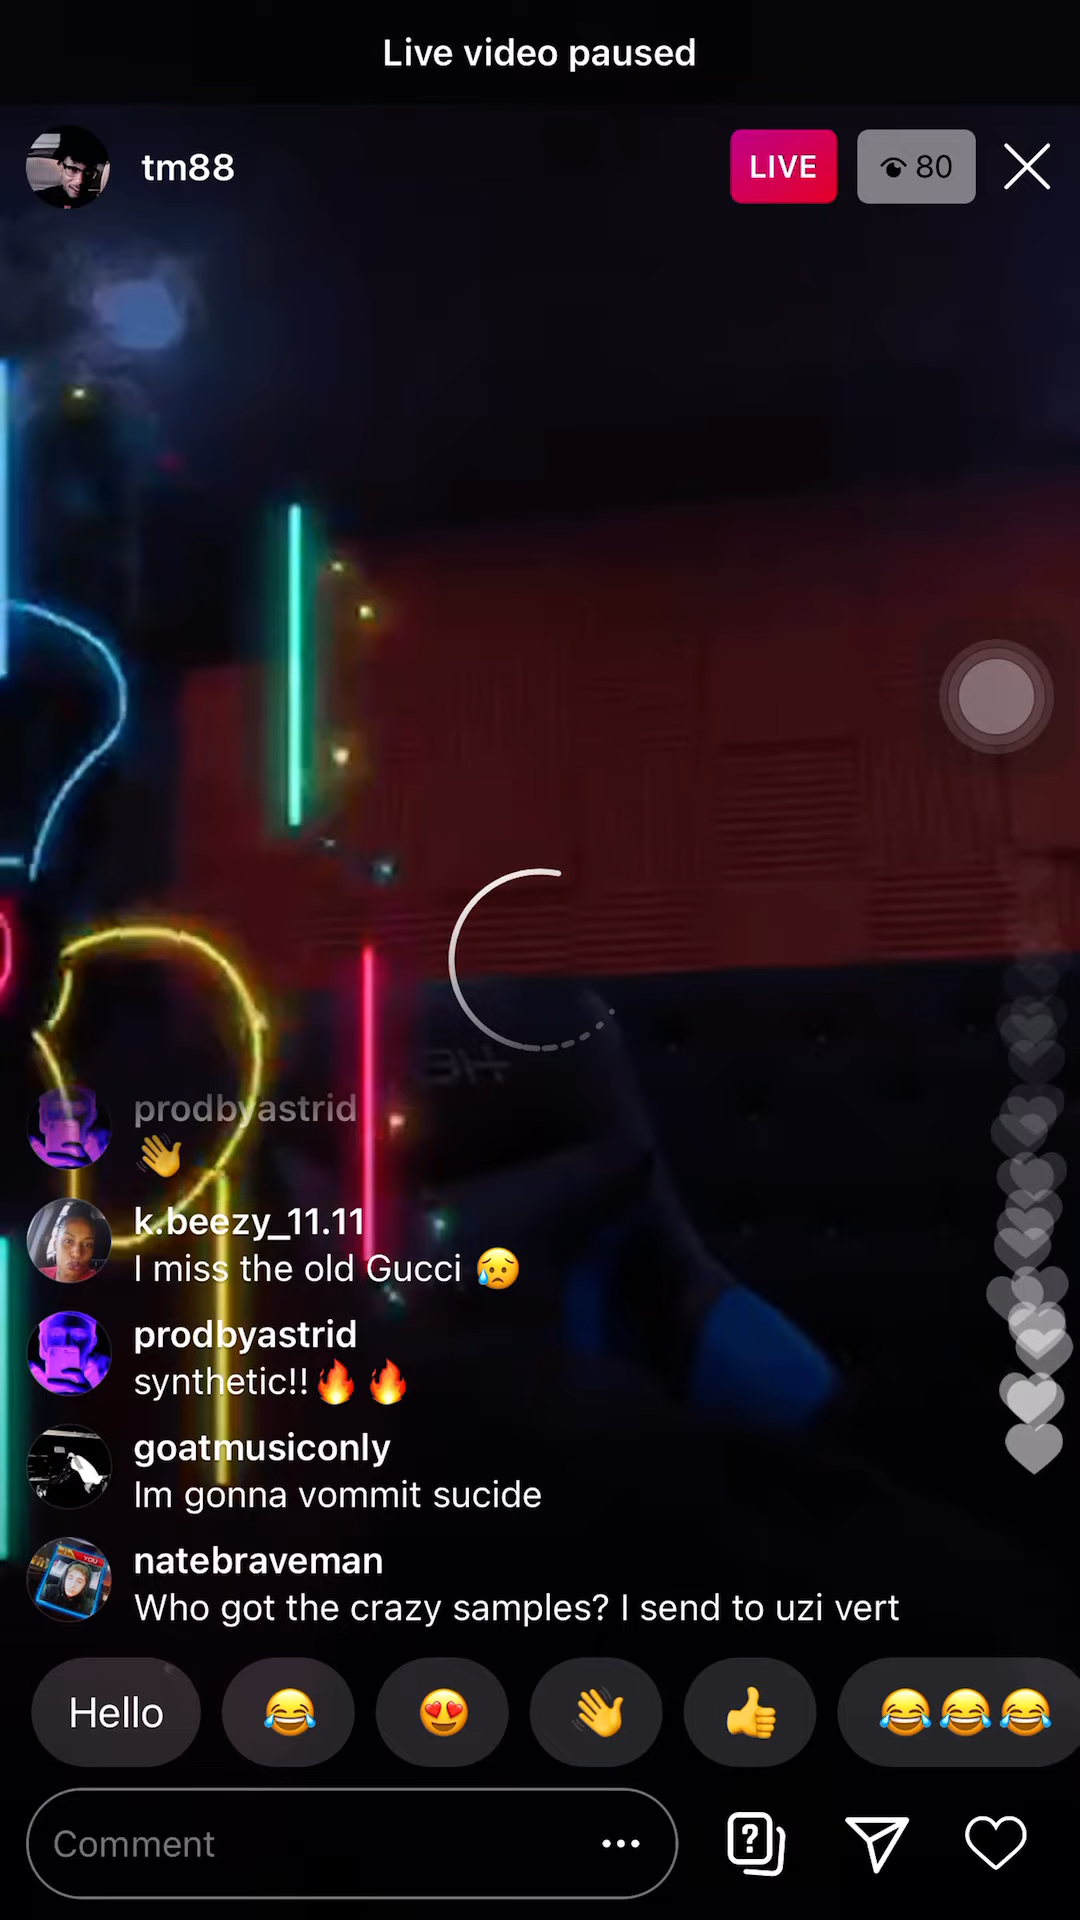 Live video paused
tm88
LIVE
80
prodbyastrid
👋
k.beezy_11.11
I miss the old Gucci 😥
prodbyastrid
synthetic!!🔥🔥
goatmusiconly
Im gonna vommit sucide
natebraveman
Who got the crazy samples? I send to uzi vert
Hello 😂 😍 👋 👍 😂😂😂
Comment